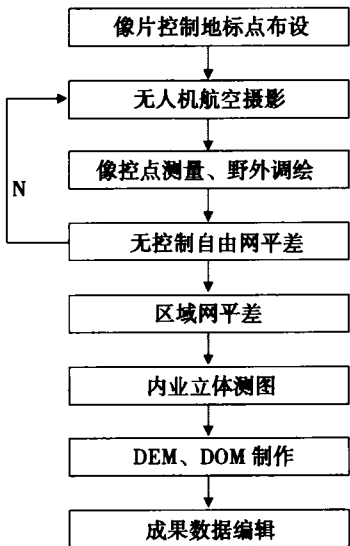 像片控制地标点布设
无人机航空摄影
像控点测量、野外调绘
N
无控制自由网平差
区域网平差
内业立体测图
DEM、DOM 制作
成果数据编辑